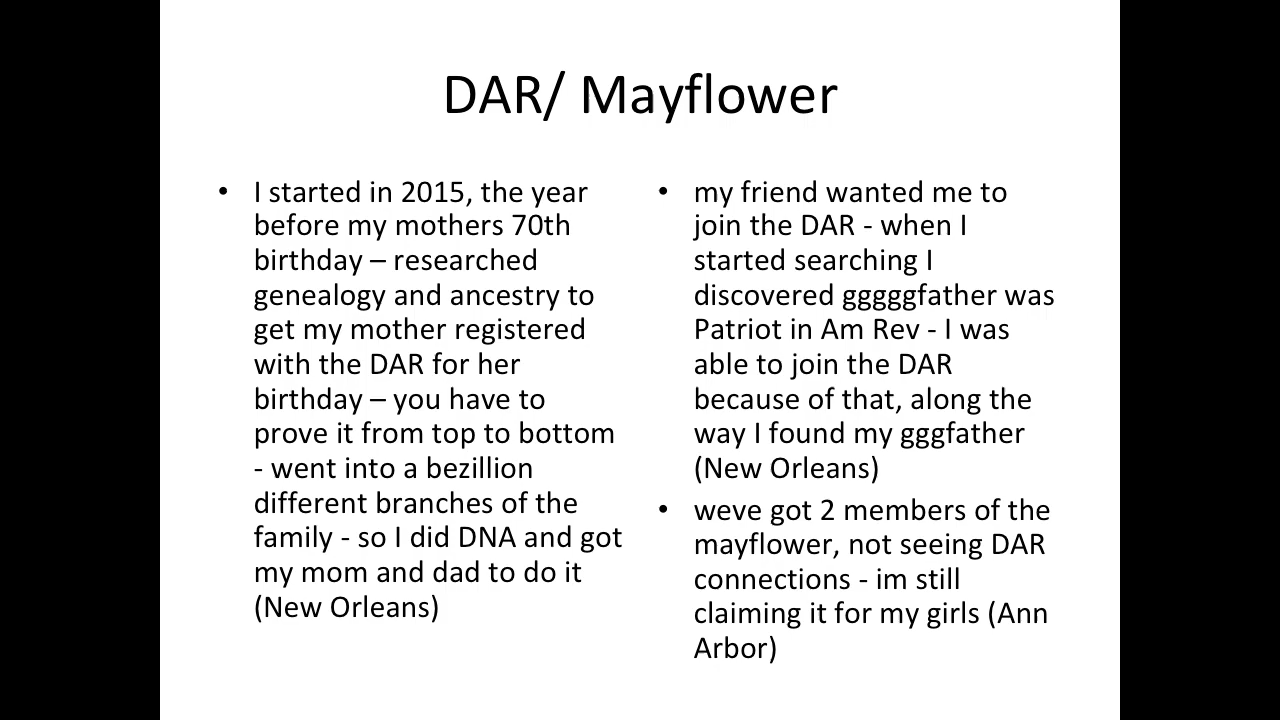 DAR/ Mayflower
• I started in 2015, the year
before my mothers 70th
birthday – researched
genealogy and ancestry to
get my mother registered
with the DAR for her
birthday – you have to
prove it from top to bottom
- went into a bezillion
different branches of the
family - so I did DNA and got
my mom and dad to do it
(New Orleans)
• my friend wanted me to
join the DAR - when I
started searching I
discovered gggggfather was
Patriot in Am Rev - I was
able to join the DAR
because of that, along the
way I found my gggfather
(New Orleans)
• weve got 2 members of the
mayflower, not seeing DAR
connections - im still
claiming it for my girls (Ann
Arbor)